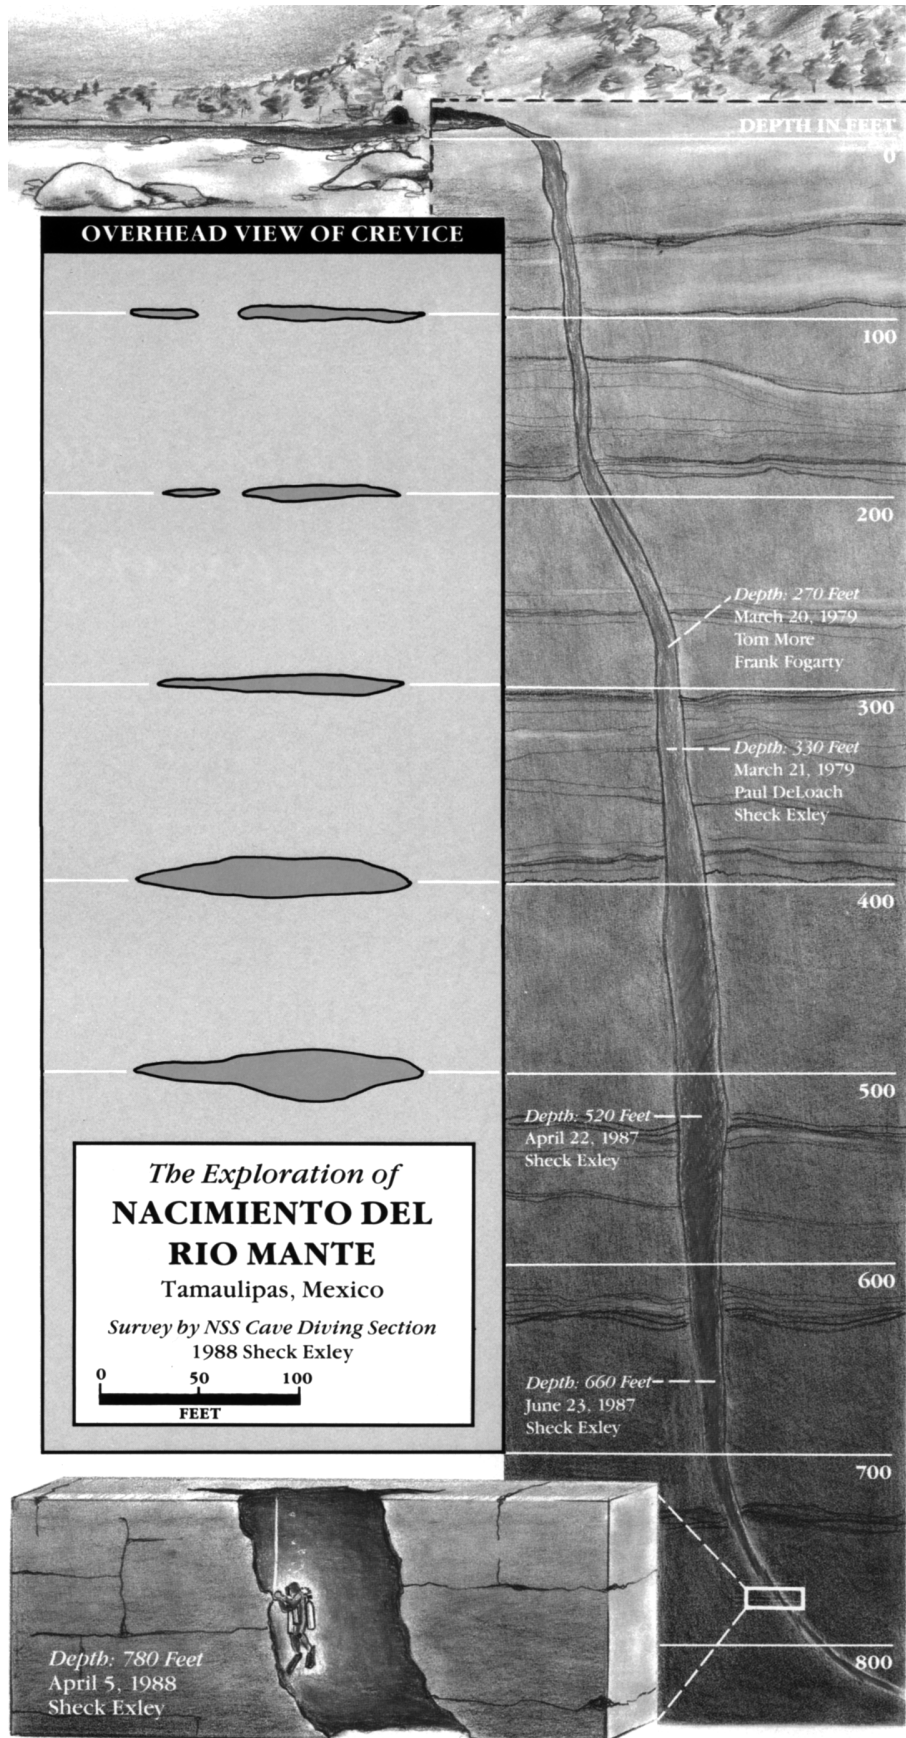 DEPTH IN FEET
0
OVERHEAD VIEW OF CREVICE
100
200
Depth: 270 Feet
March 20, 1979
Tom More
Frank Fogarty
300
Depth: 330 Feet
March 21, 1979
Paul DeLoach
Sheck Exley
400
500
Depth: 520 Feet
April 22, 1987
Sheck Exley
The Exploration of
NACIMIENTO DEL
RIO MANTE
Tamaulipas, Mexico
Survey by NSS Cave Diving Section
1988 Sheck Exley
0 50 100
FEET
600
Depth: 660 Feet
June 23, 1987
Sheck Exley
700
Depth: 780 Feet
April 5, 1988
Sheck Exley
800